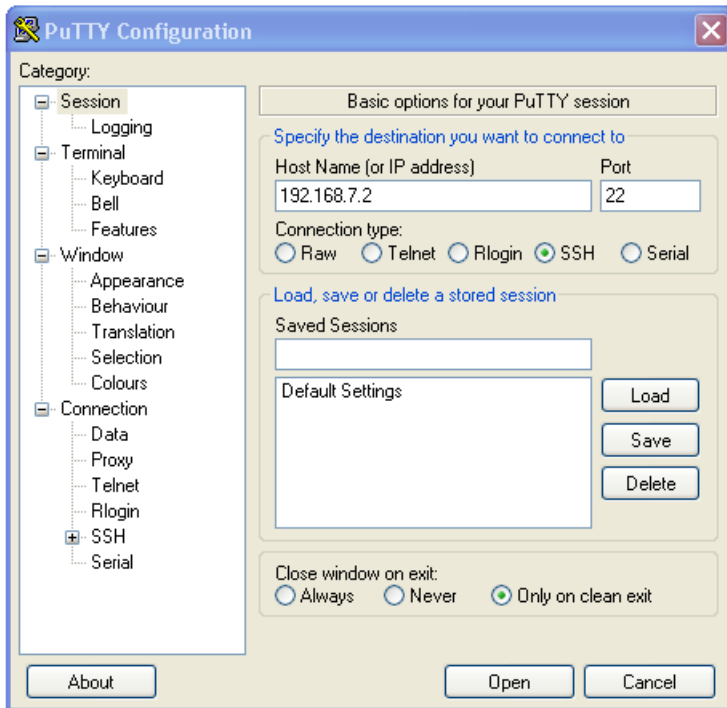 PuTTY Configuration
Category:
Session
Logging
Terminal
Keyboard
Bell
Features
Window
Appearance
Behaviour
Translation
Selection
Colours
Connection
Data
Proxy
Telnet
Rlogin
SSH
Serial
Basic options for your PuTTY session
Specify the destination you want to connect to
Host Name (or IP address) Port
192.168.7.2 22
Connection type:
Raw Telnet Rlogin SSH Serial
Load, save or delete a stored session
Saved Sessions
Default Settings
Load
Save
Delete
Close window on exit:
Always Never Only on clean exit
About Open Cancel